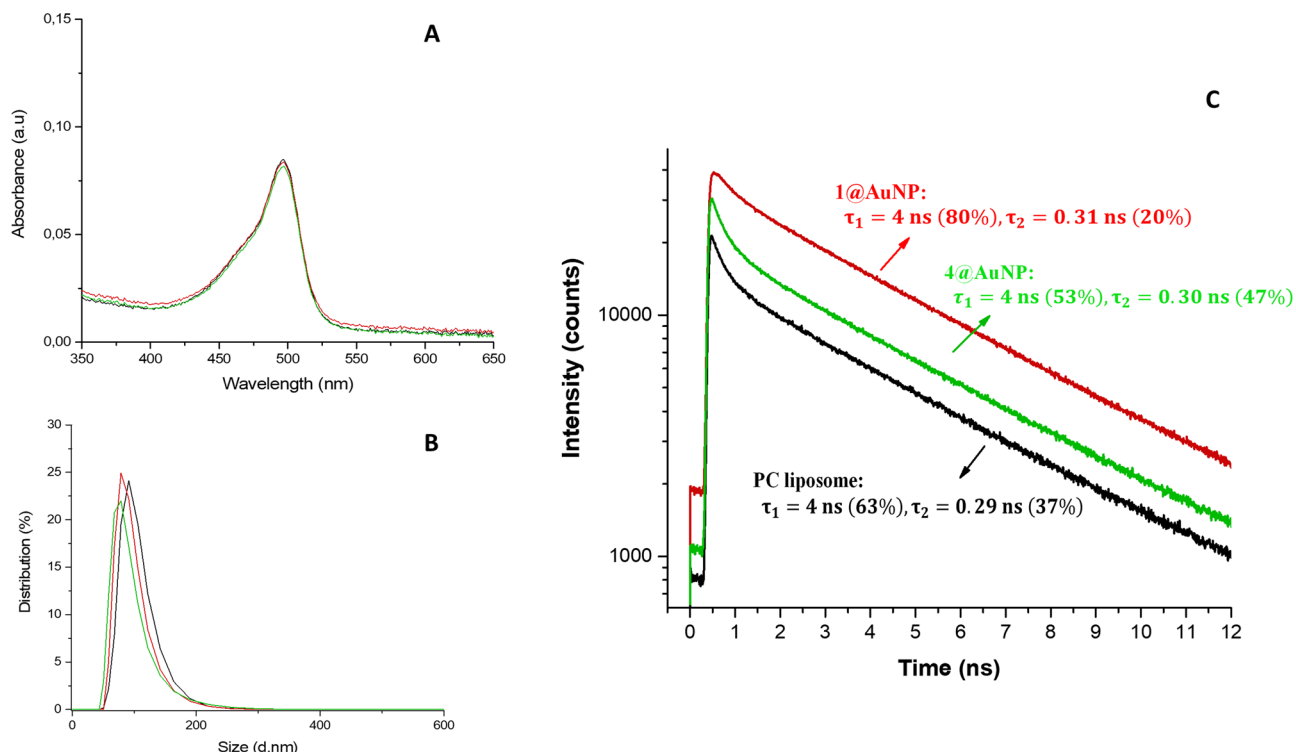 A
0,15
0,10
0,05
0,00
Absorbance (a.u)
350 400 450 500 550 600 650
Wavelength (nm)
B
30
25
20
15
10
5
0
Distribution (%)
0 200 400 600
Size (d.nm)
C
10000
1000
Intensity (counts)
1@AuNP:
τ₁ = 4 ns (80%), τ₂ = 0.31 ns (20%)
4@AuNP:
τ₁ = 4 ns (53%), τ₂ = 0.30 ns (47%)
PC liposome:
τ₁ = 4 ns (63%), τ₂ = 0.29 ns (37%)
0 1 2 3 4 5 6 7 8 9 10 11 12
Time (ns)